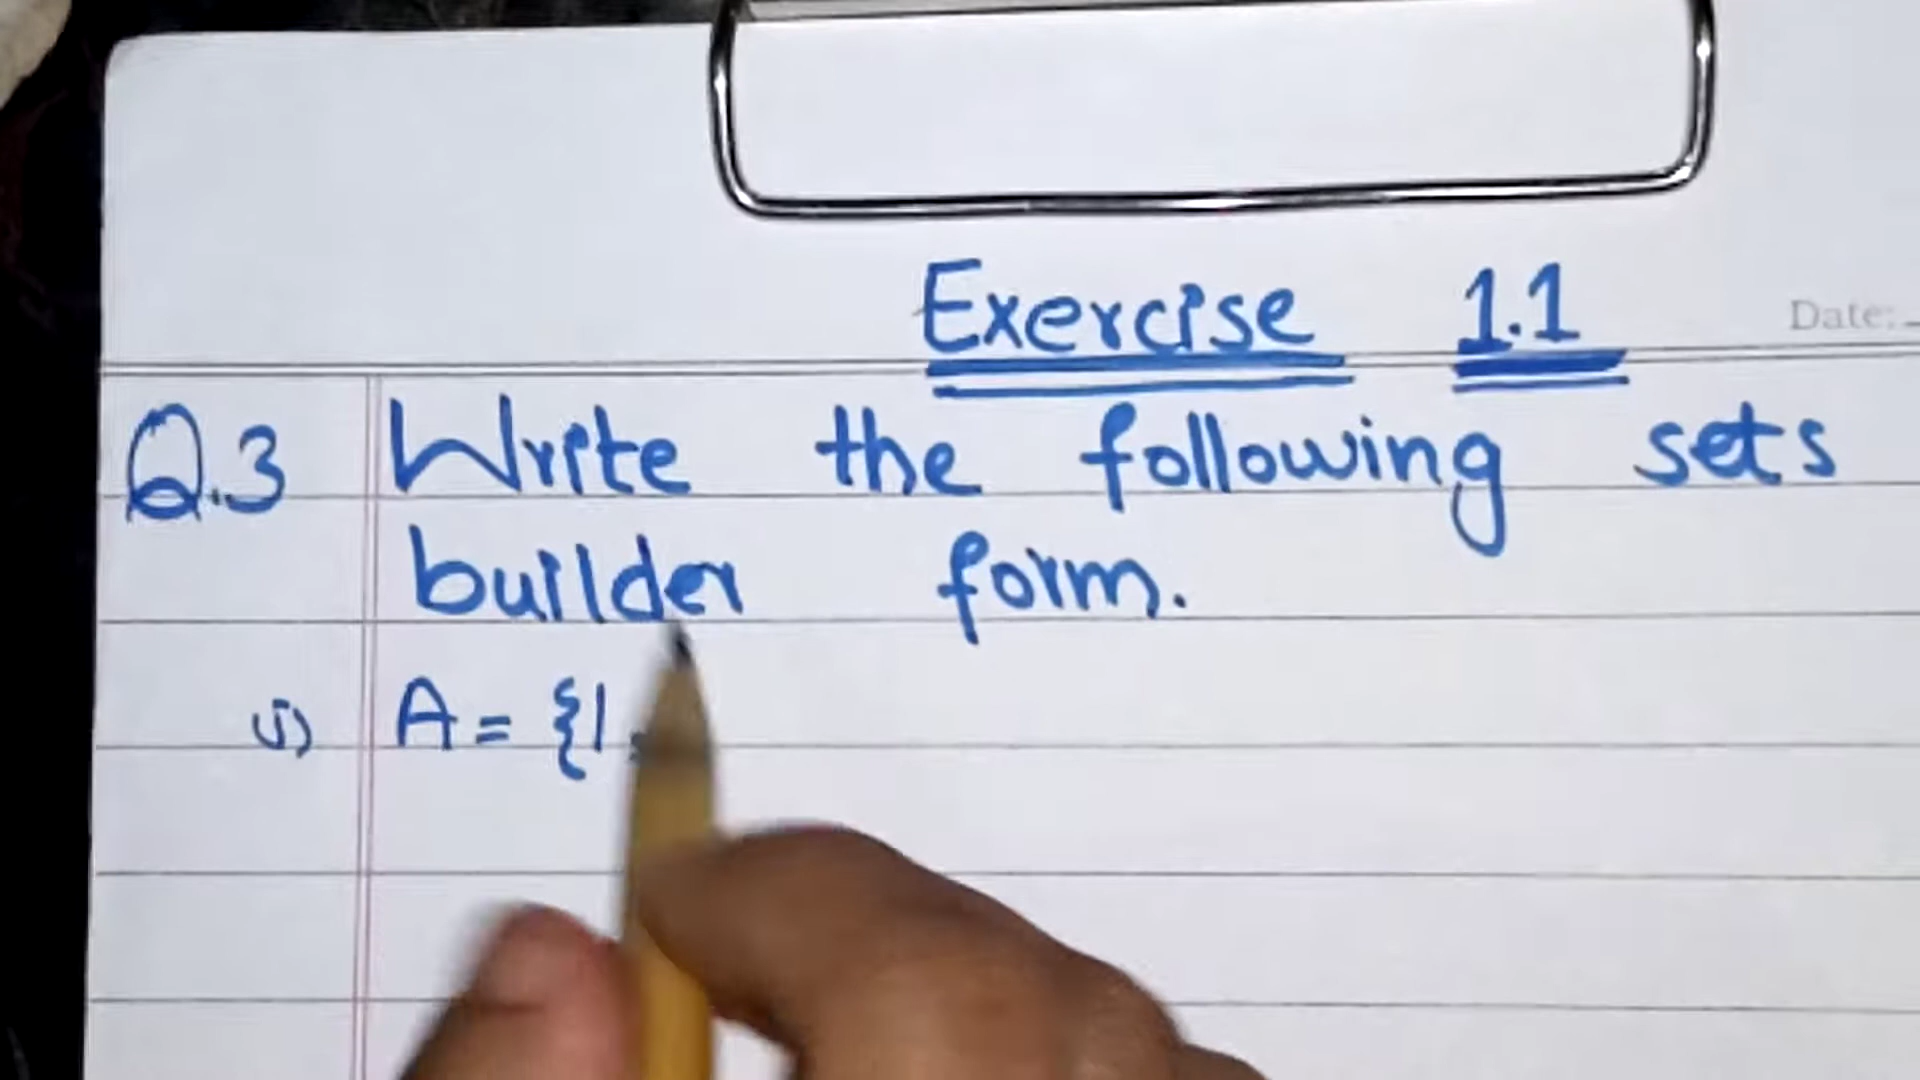 Exercise 1.1
Date:
Q.3 Write the following sets
builder form.
i) A = {1,